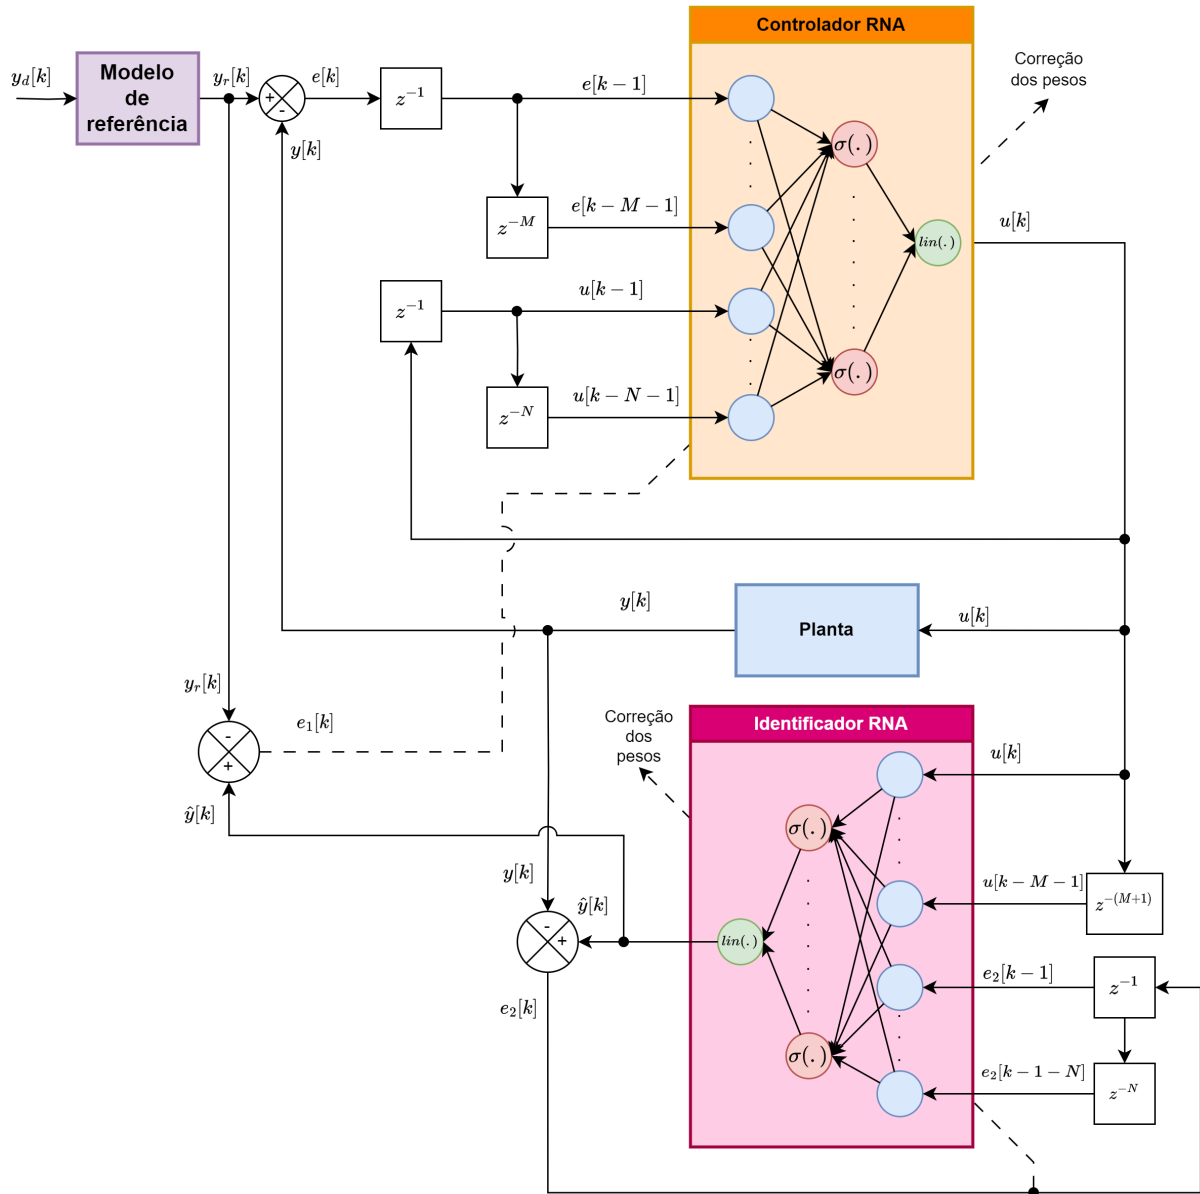 Controlador RNA
y_d[k]
Modelo
de
referência
y_r[k]
+
-
e[k]
z^{-1}
e[k-1]
σ(.)
Correção
dos pesos
y[k]
z^{-M}
e[k-M-1]
lin(.)
u[k]
z^{-1}
u[k-1]
σ(.)
z^{-N}
u[k-N-1]
y[k]
Planta
u[k]
y_r[k]
-
+
e_1[k]
Correção
dos
pesos
Identificador RNA
u[k]
ŷ[k]
σ(.)
y[k]
ŷ[k]
-
+
lin(.)
u[k-M-1]
z^{-(M+1)}
e_2[k]
e_2[k-1]
z^{-1}
σ(.)
e_2[k-1-N]
z^{-N}